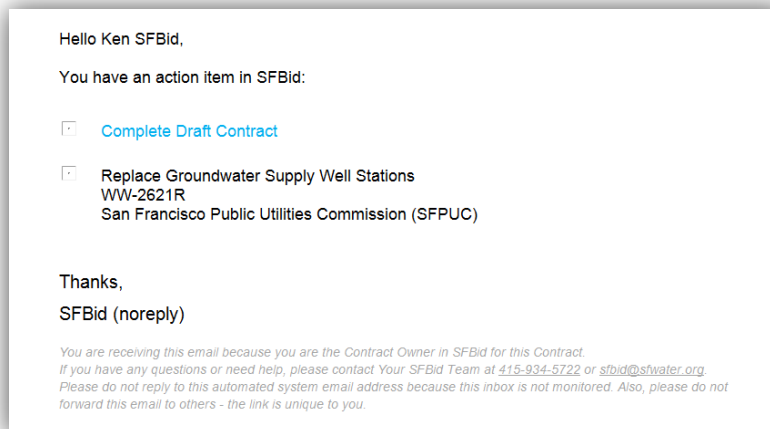 Hello Ken SFBid,
You have an action item in SFBid:
Complete Draft Contract
Replace Groundwater Supply Well Stations
WW-2621R
San Francisco Public Utilities Commission (SFPUC)
Thanks,
SFBid (noreply)
You are receiving this email because you are the Contract Owner in SFBid for this Contract.
If you have any questions or need help, please contact Your SFBid Team at 415-934-5722 or sfbid@sfwater.org.
Please do not reply to this automated system email address because this inbox is not monitored. Also, please do not
forward this email to others - the link is unique to you.